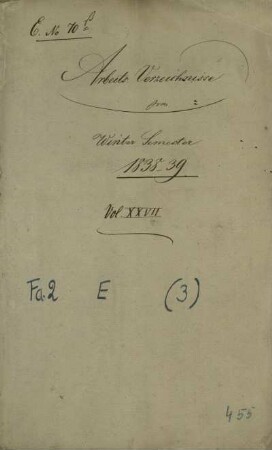 E. No 70
Arbeits Verzeichnisse
vom
Winter Semester
1838-39
Vol XXVII
Fa: 2 E (3)
455